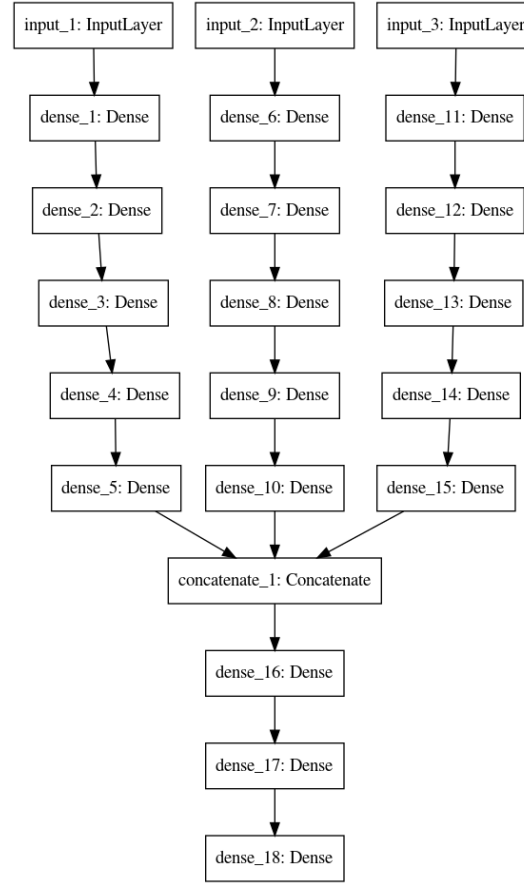 input_1: InputLayer
input_2: InputLayer
input_3: InputLayer
dense_1: Dense
dense_6: Dense
dense_11: Dense
dense_2: Dense
dense_7: Dense
dense_12: Dense
dense_3: Dense
dense_8: Dense
dense_13: Dense
dense_4: Dense
dense_9: Dense
dense_14: Dense
dense_5: Dense
dense_10: Dense
dense_15: Dense
concatenate_1: Concatenate
dense_16: Dense
dense_17: Dense
dense_18: Dense